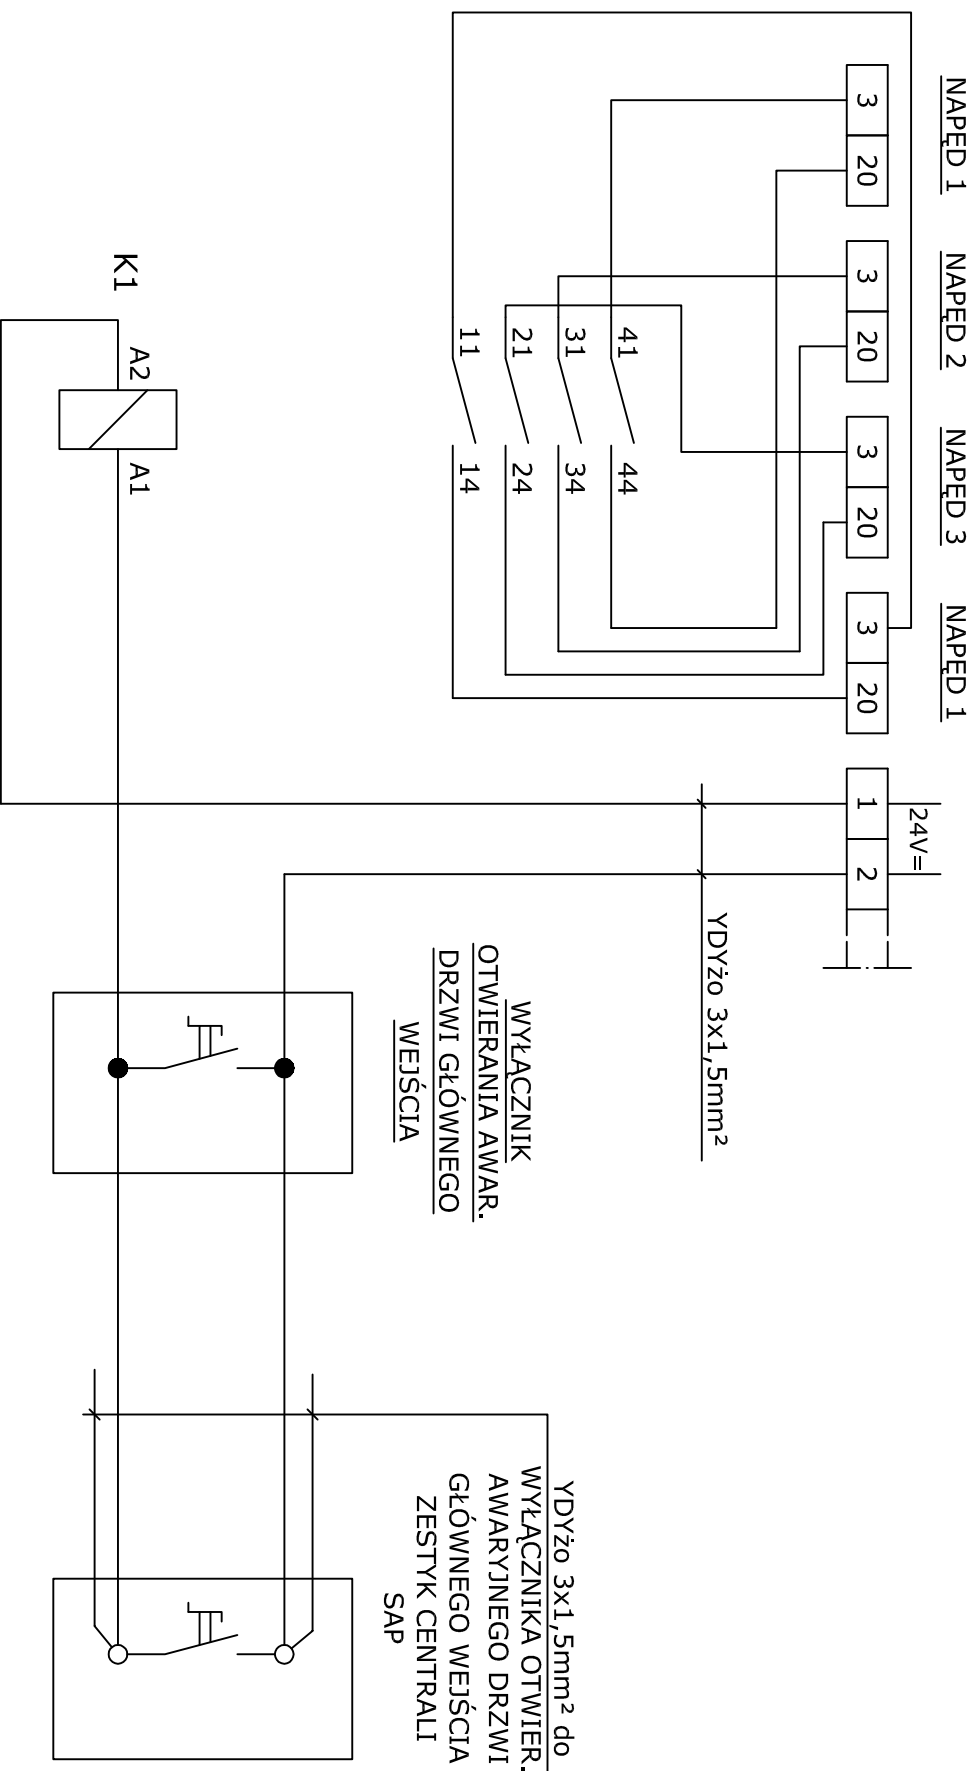 NAPĘD 1
NAPĘD 2
NAPĘD 3
NAPĘD 1
3
20
3
20
3
20
3
20
1
2
24V=
41
44
31
34
21
24
11
14
K1
A2
A1
YDYżo 3x1,5mm²
WYŁĄCZNIK
OTWIERANIA AWAR.
DRZWI GŁÓWNEGO
WEJŚCIA
YDYżo 3x1,5mm² do
WYŁĄCZNIKA OTWIER.
AWARYJNEGO DRZWI
GŁÓWNEGO WEJŚCIA
ZESTYK CENTRALI
SAP